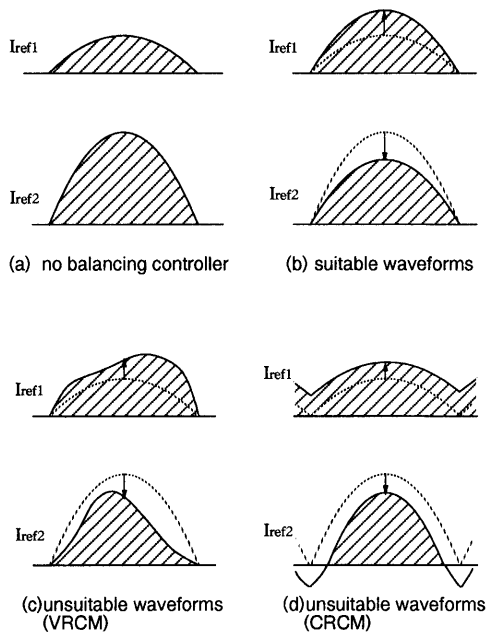 Iref1
Iref2
(a) no balancing controller
Iref1
Iref2
(b) suitable waveforms
Iref1
Iref2
(c)unsuitable waveforms
(VRCM)
Iref1
Iref2
(d)unsuitable waveforms
(CRCM)